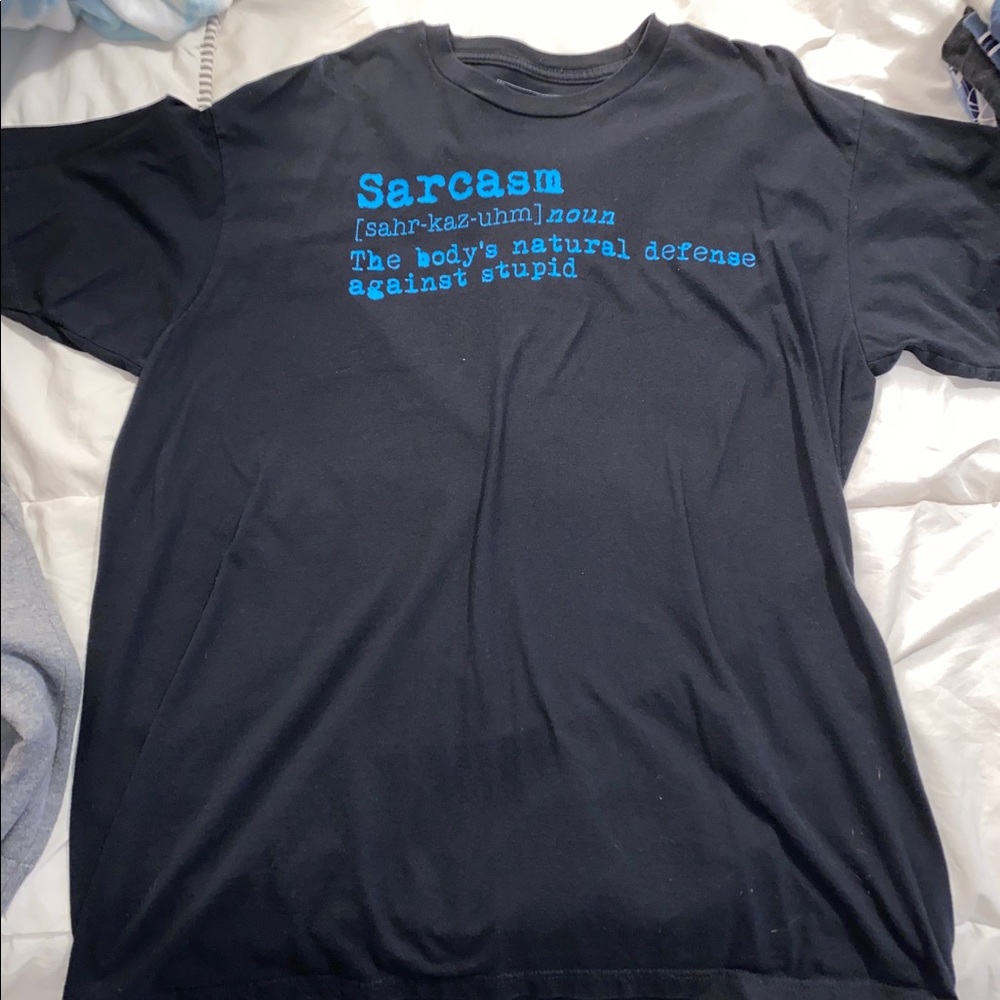 Sarcasm
[sahr-kaz-uhm]noun
The body's natural defense
against stupid